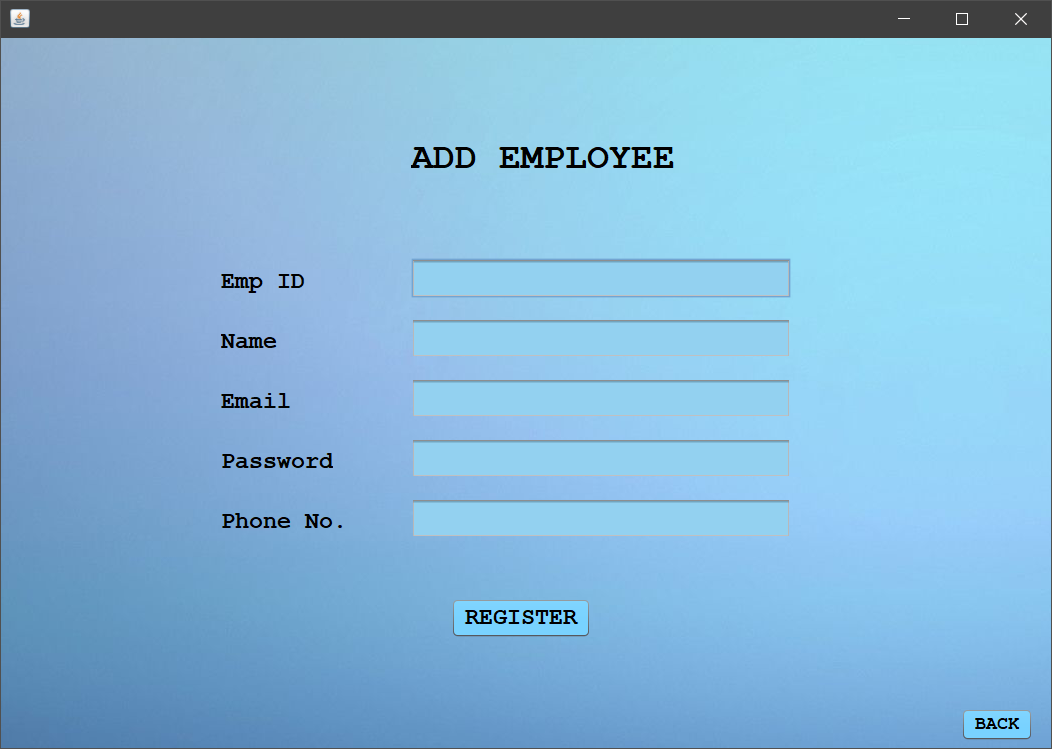 ADD EMPLOYEE
Emp ID
Name
Email
Password
Phone No.
REGISTER
BACK